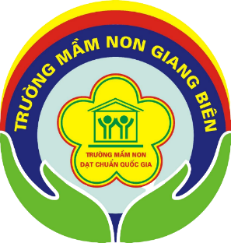 TRƯỜNG MẦM NON GIANG BIÊN
TRƯỜNG MẦM NON
ĐẠT CHUẨN QUỐC GIA